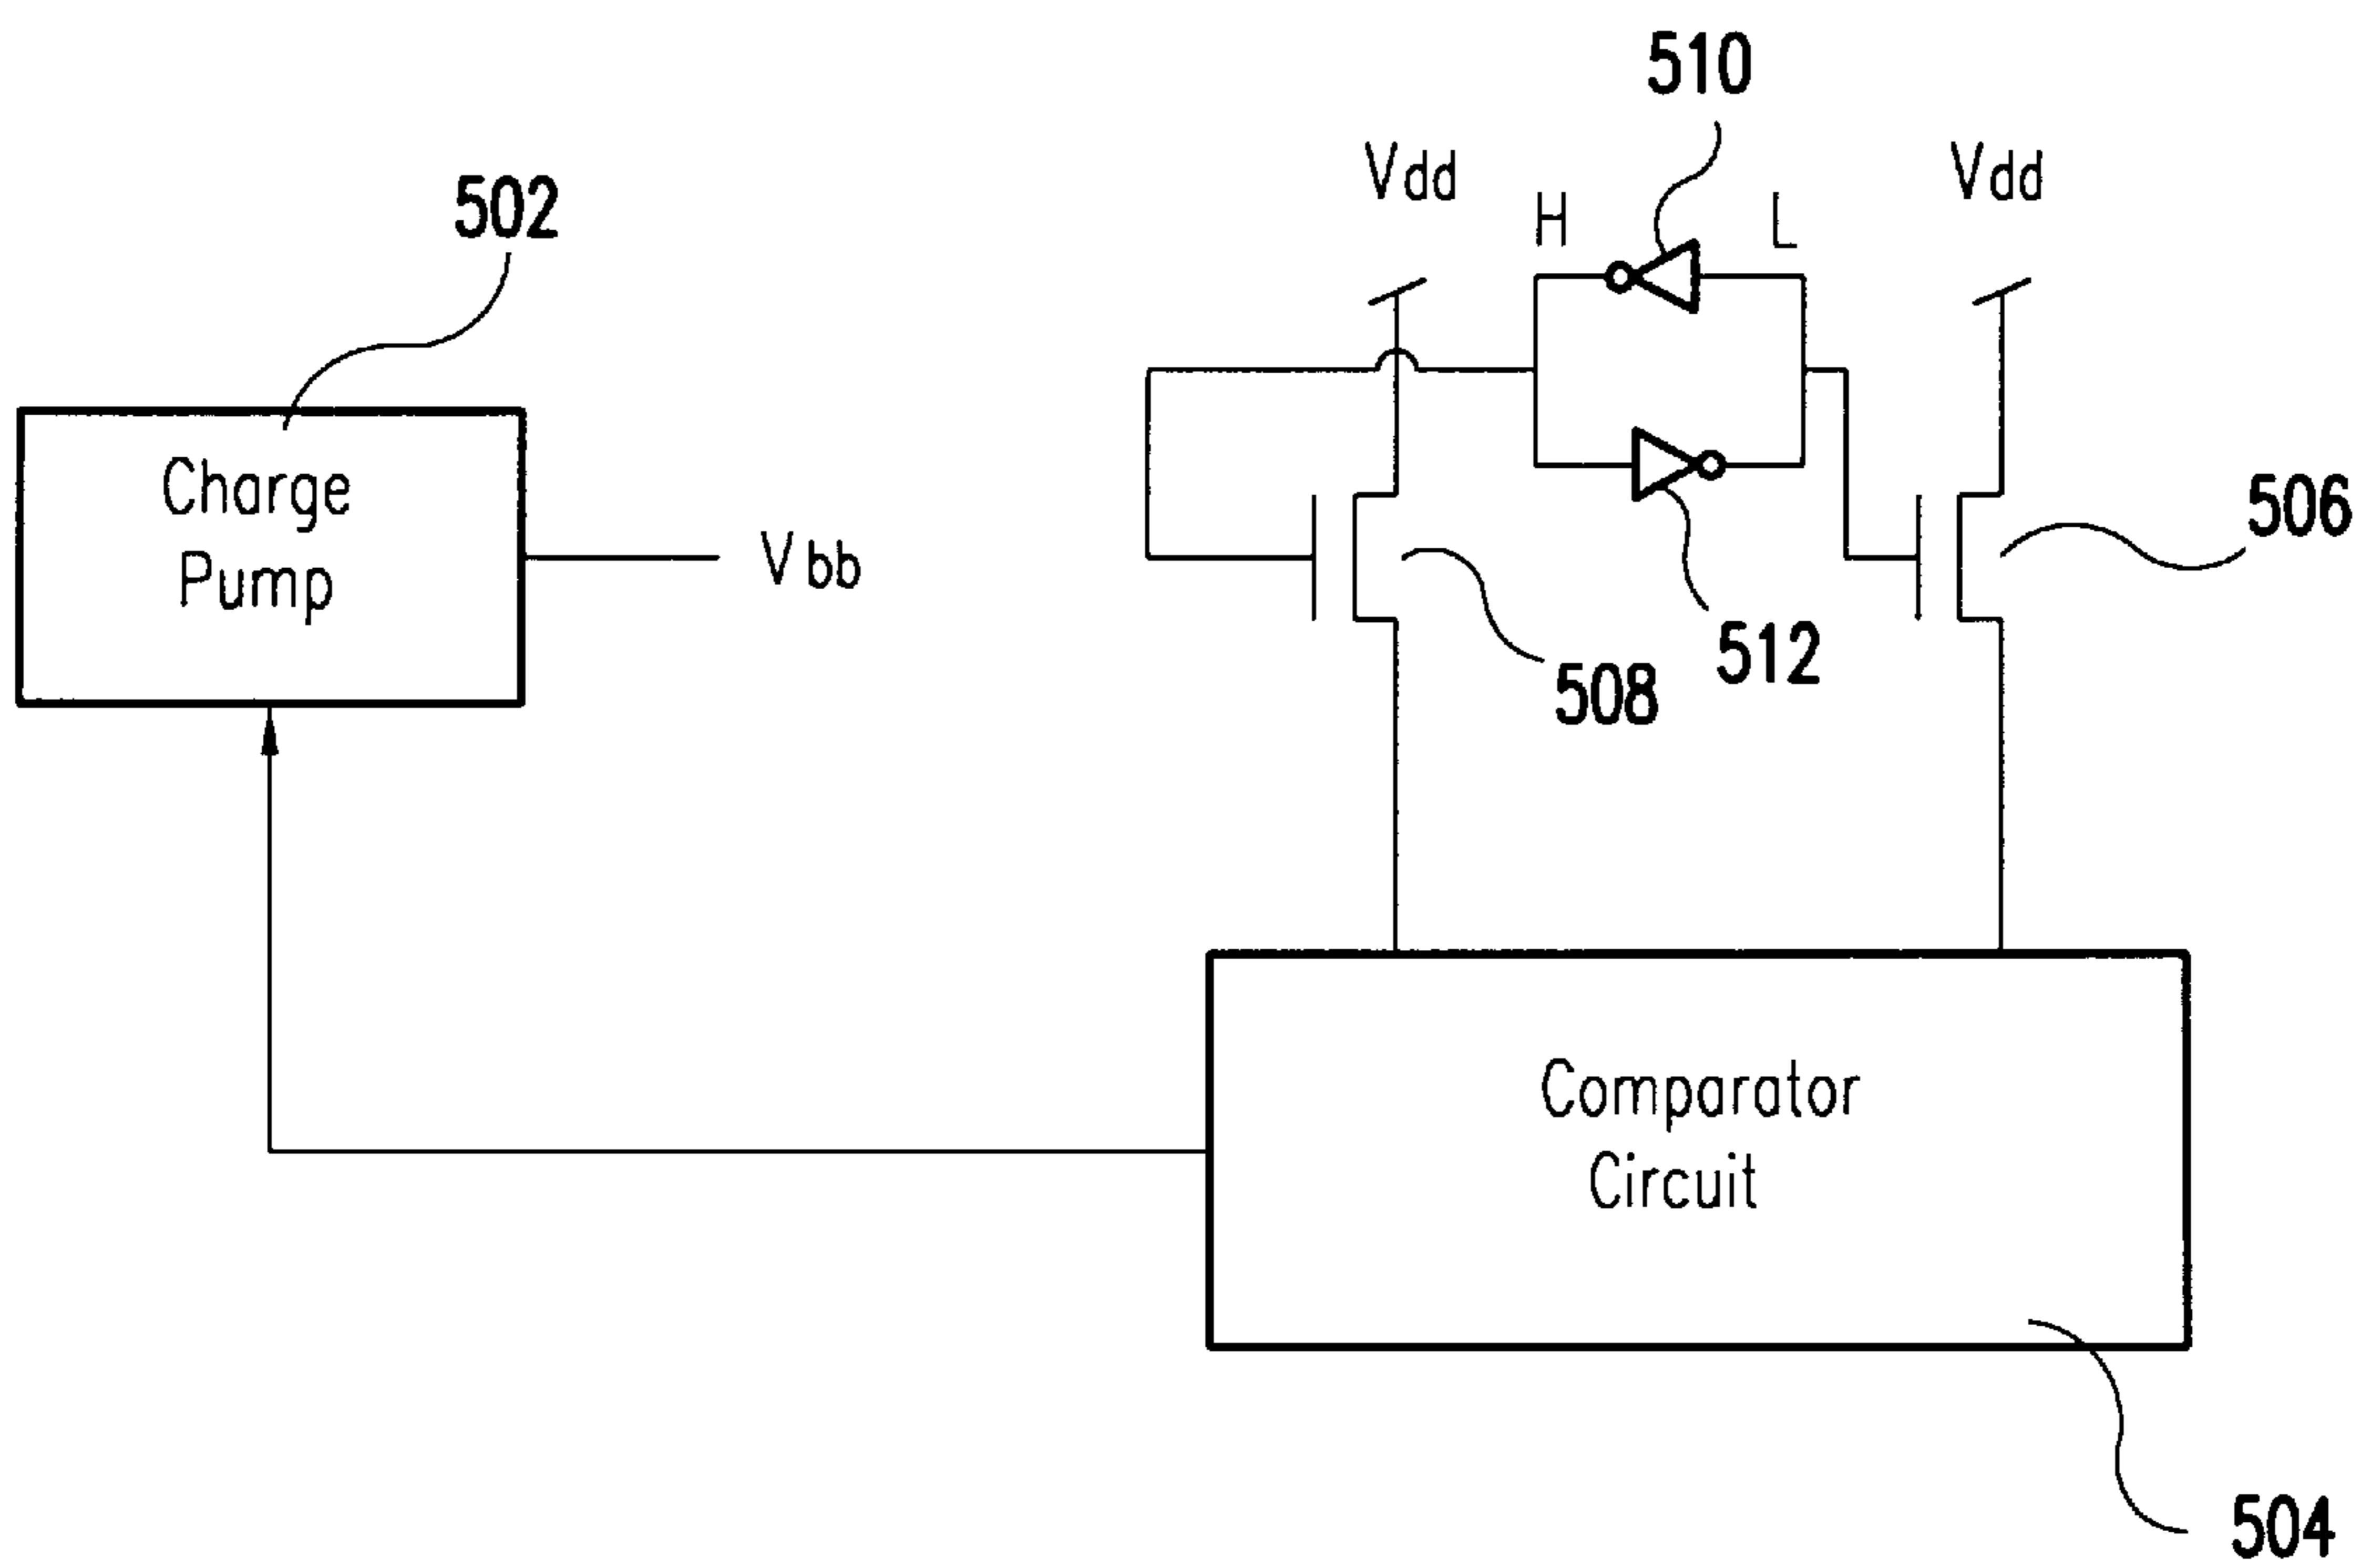 510
Vdd
H
L
Vdd
502
506
Charge
Pump
Vbb
512
508
Comparator
Circuit
504